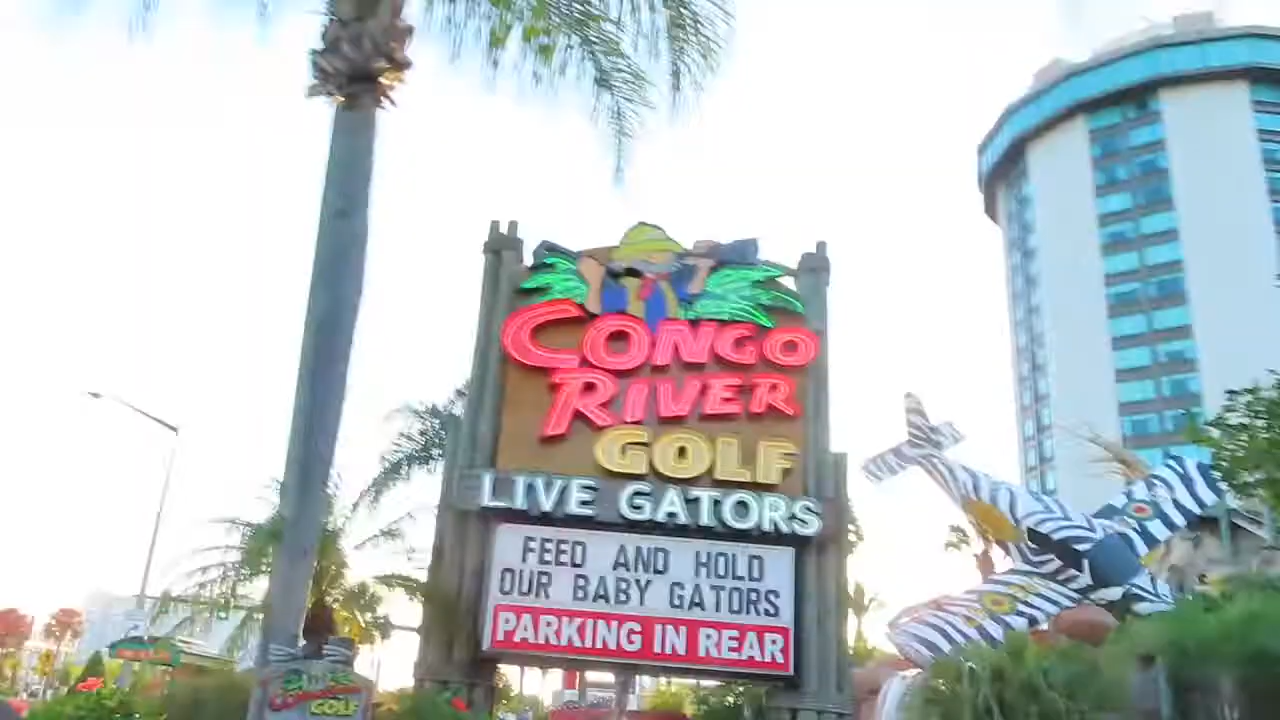 CONGO
RIVER
GOLF
LIVE GATORS
FEED AND HOLD
OUR BABY GATORS
PARKING IN REAR
GOLF